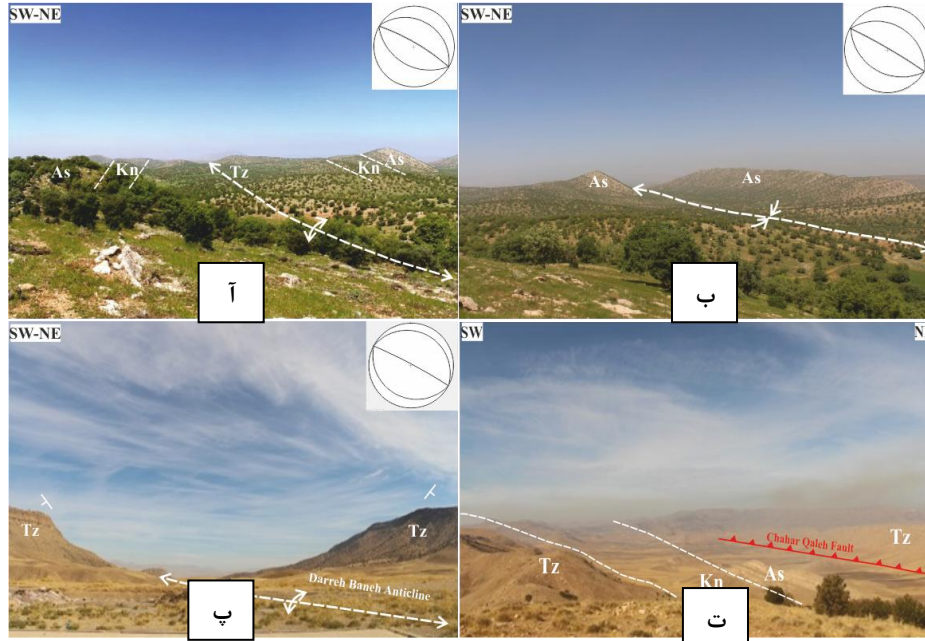 SW-NE
As
Kn
Tz
Kn
As
آ
SW-NE
As
As
ب
SW-NE
Tz
Tz
Darreh Baneh Anticline
پ
SW
Tz
Kn
As
Chahar Qaleh Fault
Tz
ت